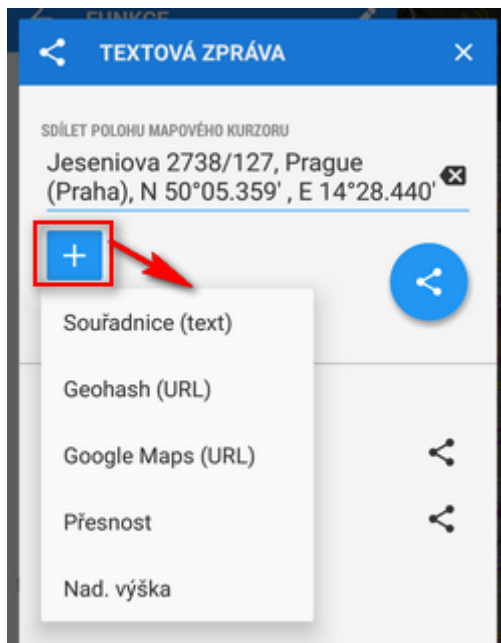 FUNKCE
TEXTOVÁ ZPRÁVA
SDÍLET POLOHU MAPOVÉHO KURZORU
Jeseniova 2738/127, Prague
(Praha), N 50°05.359' , E 14°28.440'
Souřadnice (text)
Geohash (URL)
Google Maps (URL)
Přesnost
Nad. výška